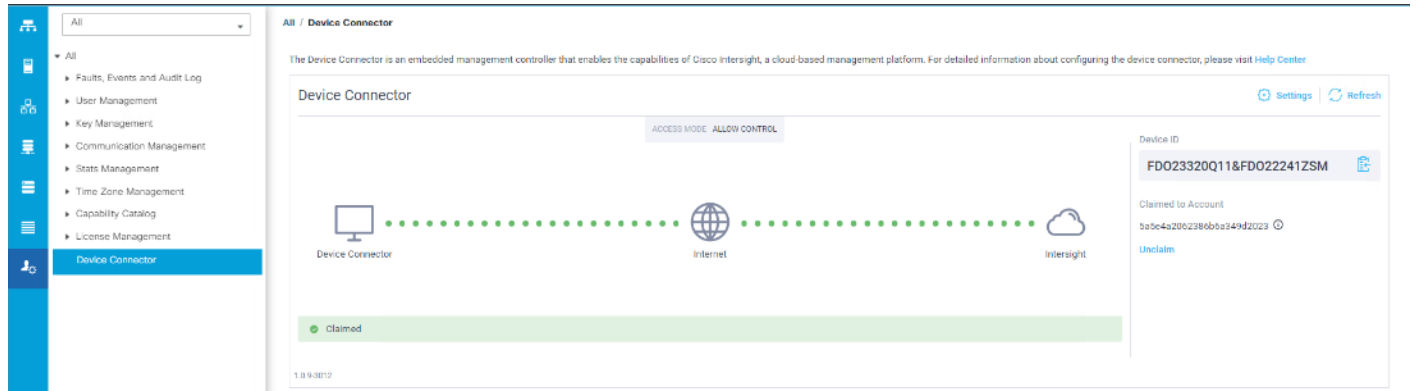 All
All
Faults, Events and Audit Log
User Management
Key Management
Communication Management
Stats Management
Time Zone Management
Capability Catalog
License Management
Device Connector
All / Device Connector
The Device Connector is an embedded management controller that enables the capabilities of Cisco Intersight, a cloud-based management platform. For detailed information about configuring the device connector, please visit Help Center
Device Connector
Settings
Refresh
ACCESS MODE ALLOW CONTROL
Device Connector
Internet
Intersight
Claimed
1.0.9-3012
Device ID
FDO23320Q11&FDO22241ZSM
Claimed to Account
Unclaim